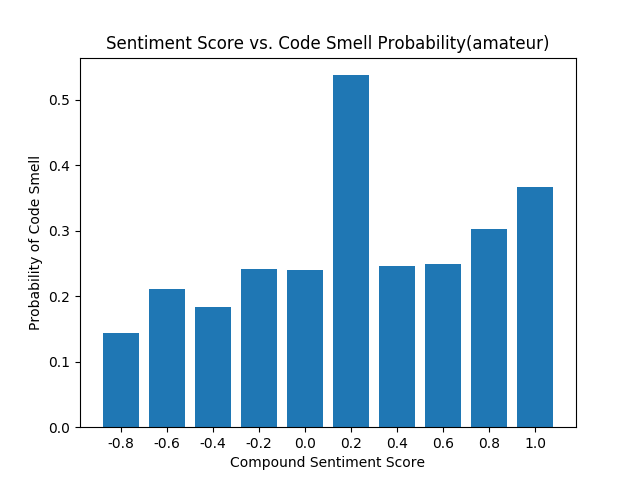 Sentiment Score vs. Code Smell Probability(amateur)
Probability of Code Smell
0.5
0.4
0.3
0.2
0.1
0.0
-0.8 -0.6 -0.4 -0.2 0.0 0.2 0.4 0.6 0.8 1.0
Compound Sentiment Score